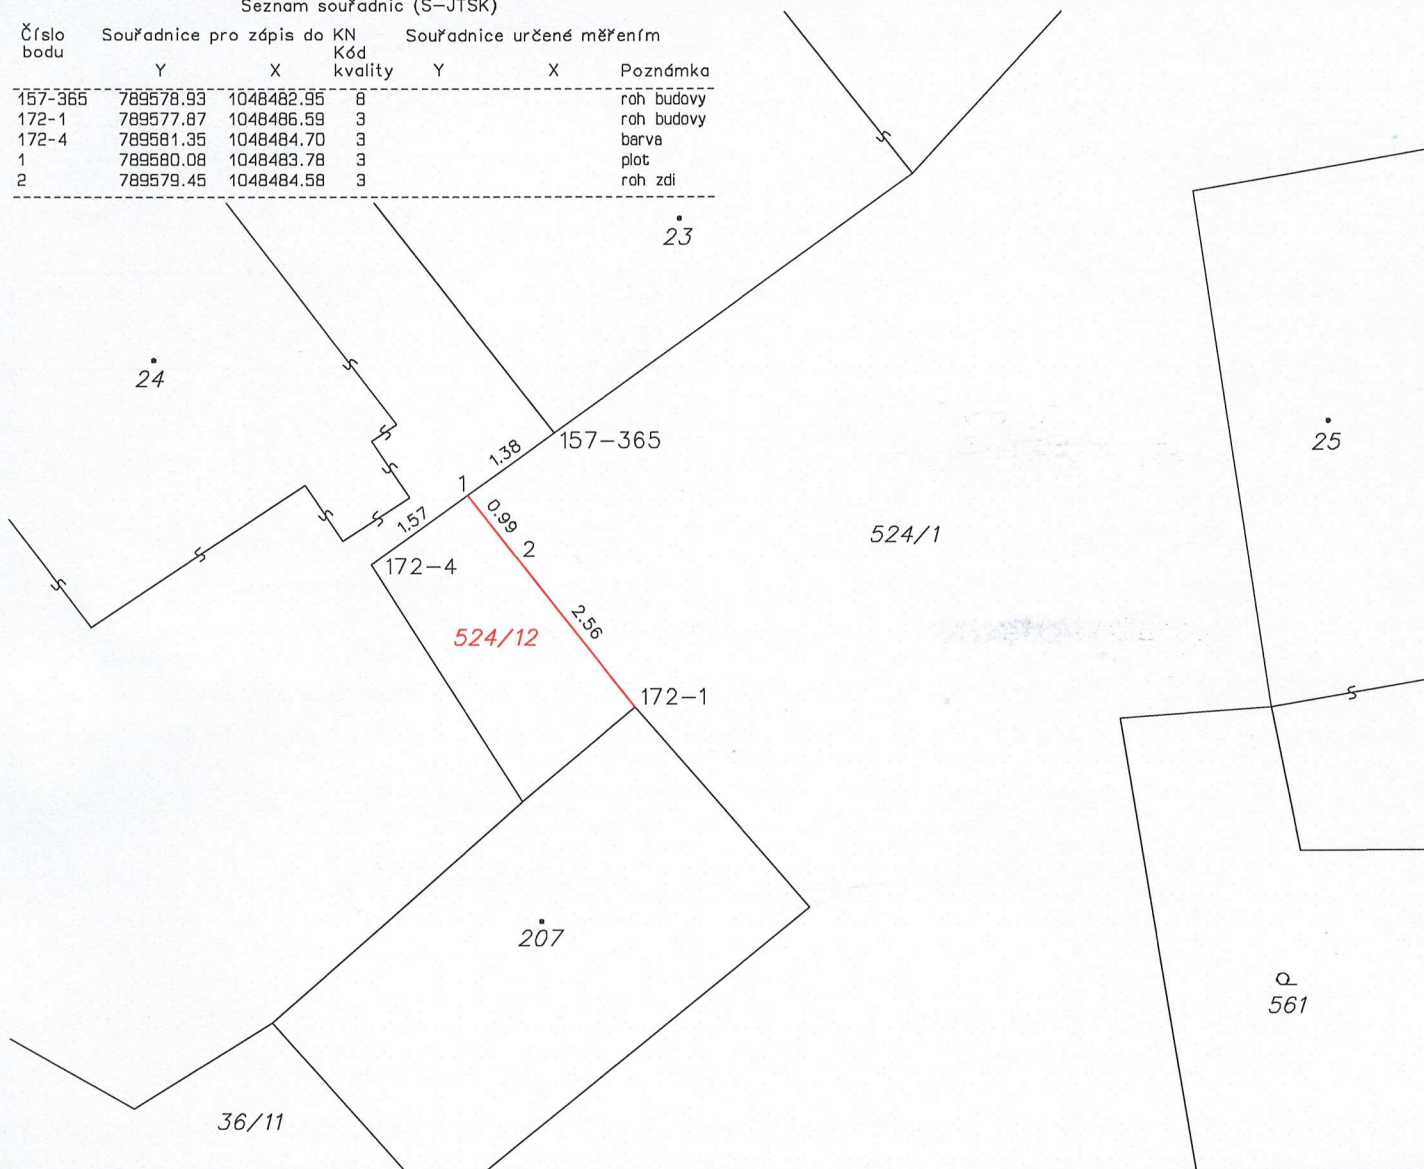 Seznam souřadnic (S-JTSK)
Číslo bodu Souřadnice pro zápis do KN Souřadnice určené měřením
Y X Kód kvality Y X Poznámka
157-365 789578.93 1048482.95 8 roh budovy
172-1 789577.87 1048486.59 3 roh budovy
172-4 789581.35 1048484.70 3 barva
1 789580.08 1048483.78 3 plot
2 789579.45 1048484.58 3 roh zdi
23
24
25
157-365
1.38
1
0.99
1.57
2
524/1
172-4
2.56
524/12
172-1
207
561
36/11